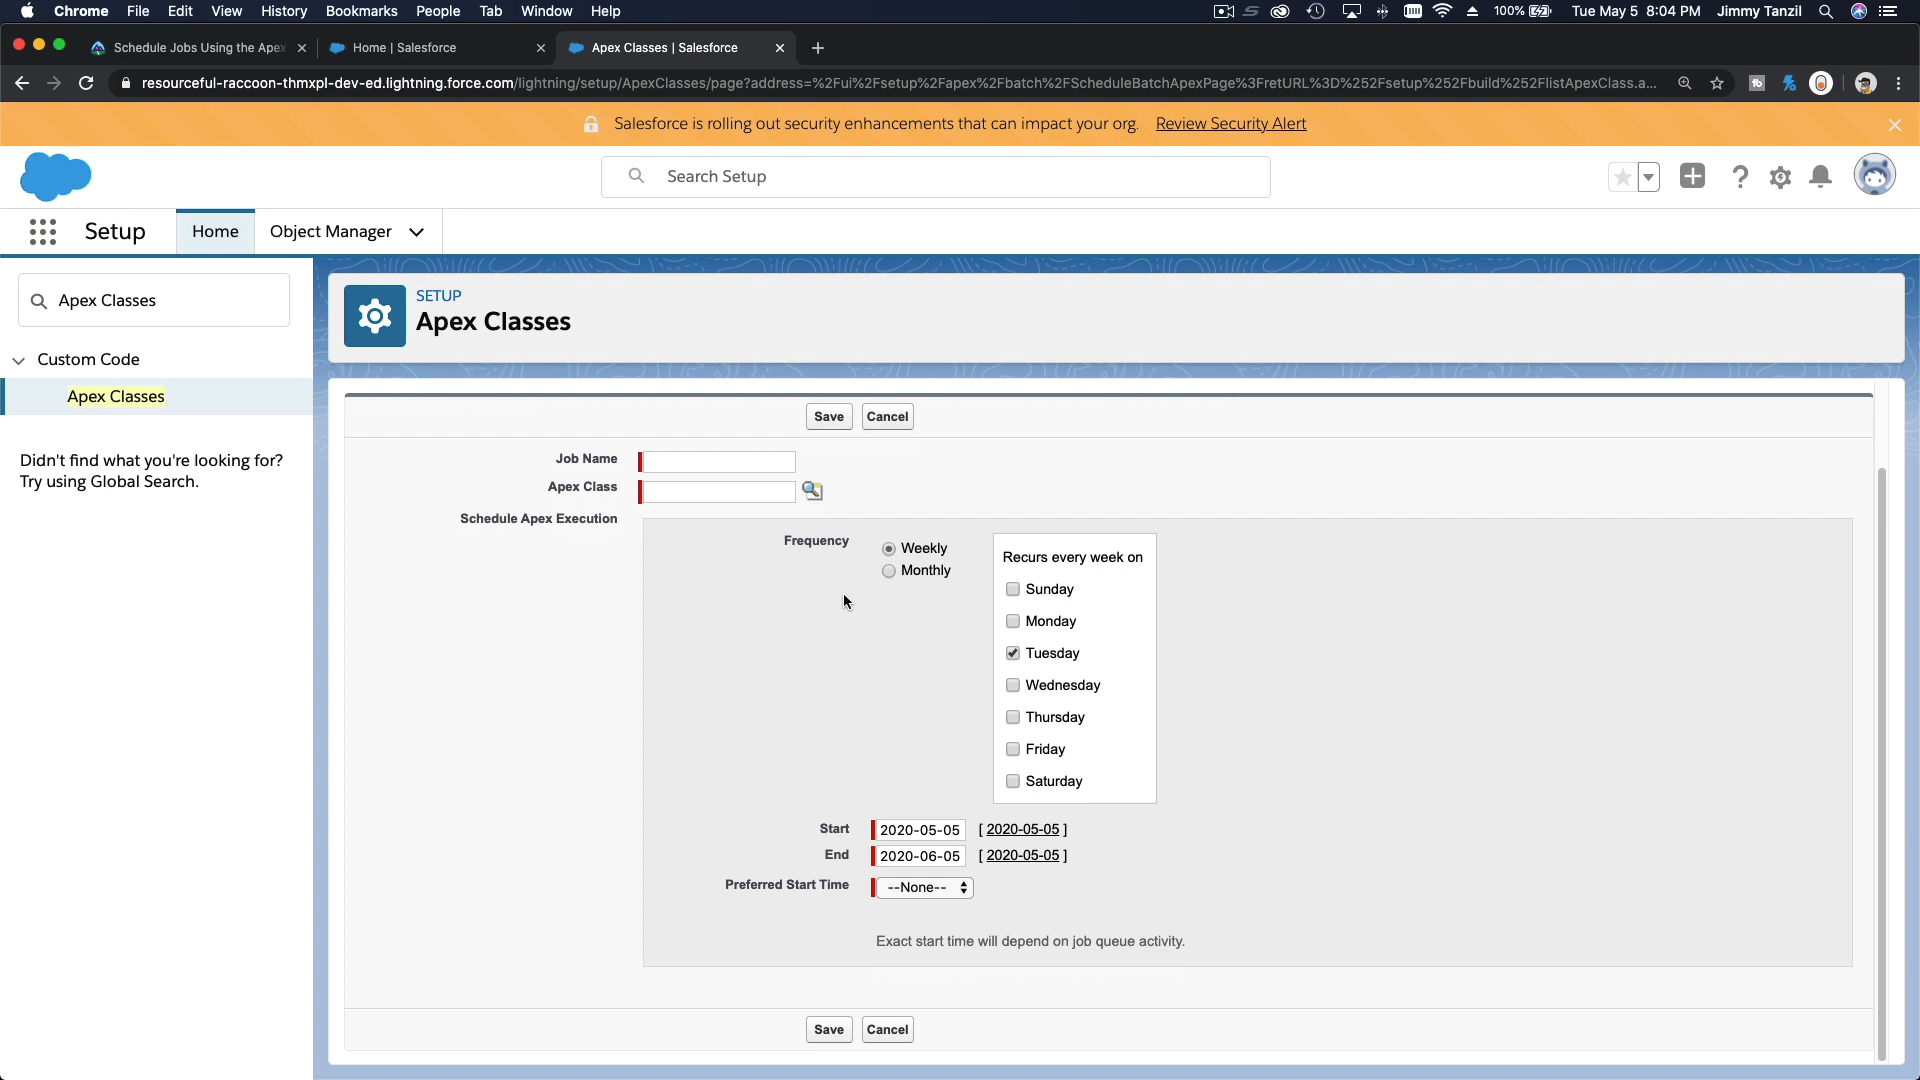 Chrome File Edit View History Bookmarks People Tab Window Help 100% Tue May 5 8:04 PM Jimmy Tanzil
Schedule Jobs Using the Apex Home | Salesforce Apex Classes | Salesforce
resourceful-raccoon-thmxpl-dev-ed.lightning.force.com/lightning/setup/ApexClasses/page?address=%2Fui%2Fsetup%2Fapex%2Fbatch%2FScheduleBatchApexPage%3FretURL%3D%252Fsetup%252Fbuild%252FlistApexClass.a...
Salesforce is rolling out security enhancements that can impact your org. Review Security Alert
Search Setup
Setup Home Object Manager
Apex Classes
Custom Code
Apex Classes
Didn't find what you're looking for?
Try using Global Search.
SETUP
Apex Classes
Save Cancel
Job Name
Apex Class
Schedule Apex Execution
Frequency
Weekly
Monthly
Recurs every week on
Sunday
Monday
Tuesday
Wednesday
Thursday
Friday
Saturday
Start 2020-05-05 [ 2020-05-05 ]
End 2020-06-05 [ 2020-05-05 ]
Preferred Start Time --None--
Exact start time will depend on job queue activity.
Save Cancel